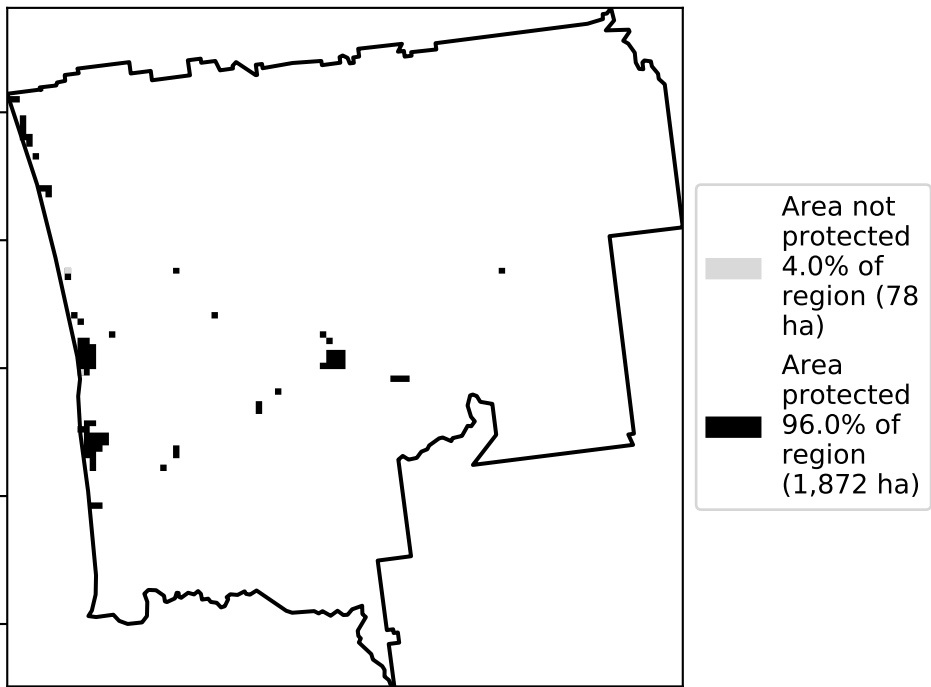 Area not
protected
4.0% of
region (78
ha)
Area
protected
96.0% of
region
(1,872 ha)